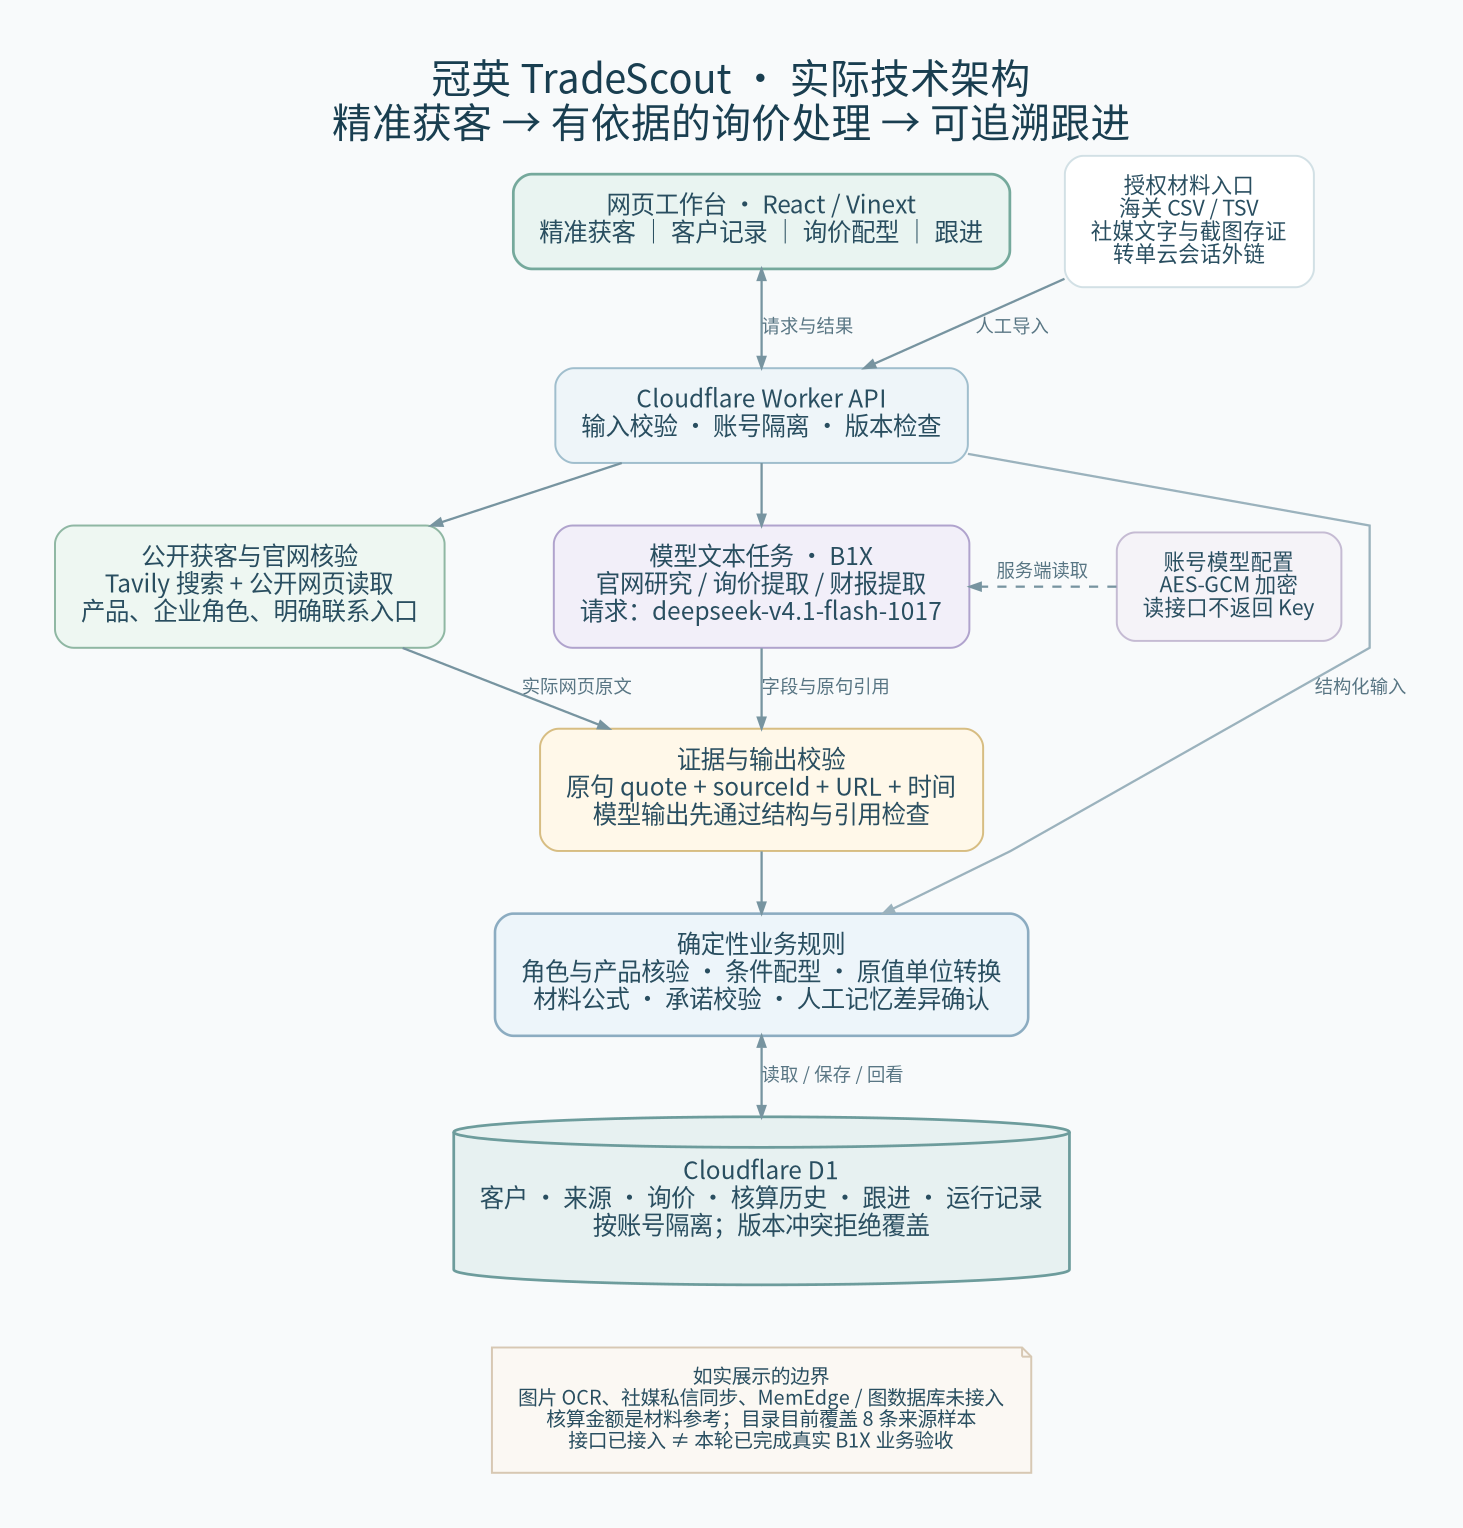 冠英 TradeScout · 实际技术架构
精准获客 → 有依据的询价处理 → 可追溯跟进
网页工作台 · React / Vinext
精准获客 ｜ 客户记录 ｜ 询价配型 ｜ 跟进
授权材料入口
海关 CSV / TSV
社媒文字与截图存证
转单云会话外链
请求与结果
人工导入
Cloudflare Worker API
输入校验 · 账号隔离 · 版本检查
公开获客与官网核验
Tavily 搜索 + 公开网页读取
产品、企业角色、明确联系入口
模型文本任务 · B1X
官网研究 / 询价提取 / 财报提取
请求：deepseek-v4.1-flash-1017
服务端读取
账号模型配置
AES-GCM 加密
读接口不返回 Key
实际网页原文
字段与原句引用
结构化输入
证据与输出校验
原句 quote + sourceId + URL + 时间
模型输出先通过结构与引用检查
确定性业务规则
角色与产品核验 · 条件配型 · 原值单位转换
材料公式 · 承诺校验 · 人工记忆差异确认
读取 / 保存 / 回看
Cloudflare D1
客户 · 来源 · 询价 · 核算历史 · 跟进 · 运行记录
按账号隔离；版本冲突拒绝覆盖
如实展示的边界
图片 OCR、社媒私信同步、MemEdge / 图数据库未接入
核算金额是材料参考；目录目前覆盖 8 条来源样本
接口已接入 ≠ 本轮已完成真实 B1X 业务验收